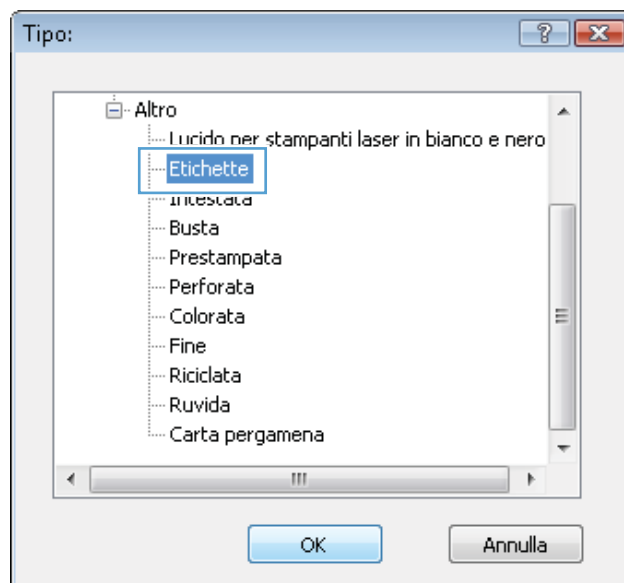 Tipo:
Altro
Lucido per stampanti laser in bianco e nero
Etichette
Intestata
Busta
Prestampata
Perforata
Colorata
Fine
Riciclata
Ruvida
Carta pergamena
OK
Annulla